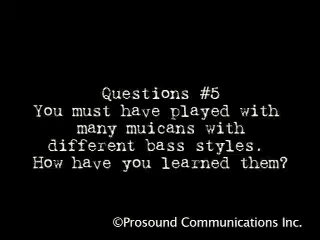 Questions #5
You must have played with
many muicans with
different bass styles.
How have you learned them?
©Prosound Communications Inc.